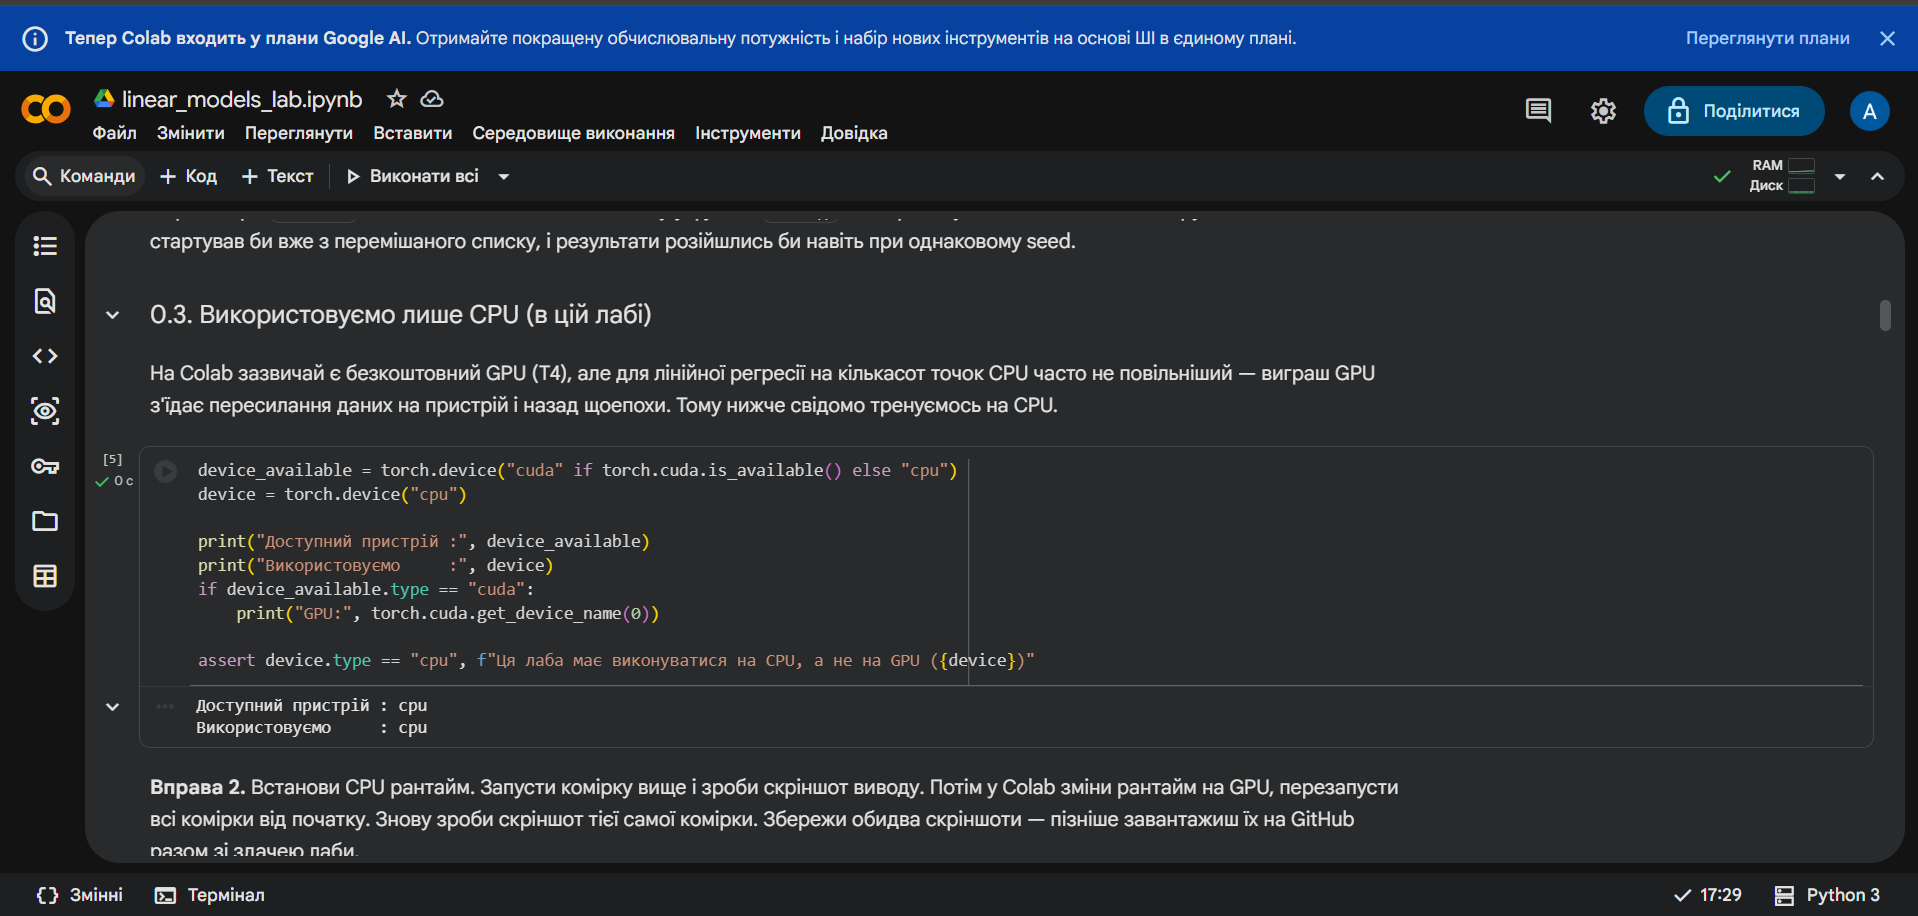 Тепер Colab входить у плани Google AI. Отримайте покращену обчислювальну потужність і набір нових інструментів на основі ШІ в єдиному плані.
Переглянути плани
linear_models_lab.ipynb
Файл Змінити Переглянути Вставити Середовище виконання Інструменти Довідка
Поділитися
A
Команди + Код + Текст Виконати всі
RAM
Диск
стартував би вже з перемішаного списку, і результати розійшлись би навіть при однаковому seed.
0.3. Використовуємо лише CPU (в цій лабі)
На Colab зазвичай є безкоштовний GPU (T4), але для лінійної регресії на кількасот точок CPU часто не повільніший — виграш GPU
з'їдає пересилання даних на пристрій і назад щоепохи. Тому нижче свідомо тренуємось на CPU.
[5]
0 с
device_available = torch.device("cuda" if torch.cuda.is_available() else "cpu")
device = torch.device("cpu")
print("Доступний пристрій :", device_available)
print("Використовуємо     :", device)
if device_available.type == "cuda":
    print("GPU:", torch.cuda.get_device_name(0))
assert device.type == "cpu", f"Ця лаба має виконуватися на CPU, а не на GPU ({device})"
Доступний пристрій : cpu
Використовуємо     : cpu
Вправа 2. Встанови CPU рантайм. Запусти комірку вище і зроби скріншот виводу. Потім у Colab зміни рантайм на GPU, перезапусти
всі комірки від початку. Знову зроби скріншот тієї самої комірки. Збережи обидва скріншоти — пізніше завантажиш їх на GitHub
разом зі здачею лаби.
Змінні Термінал
17:29 Python 3